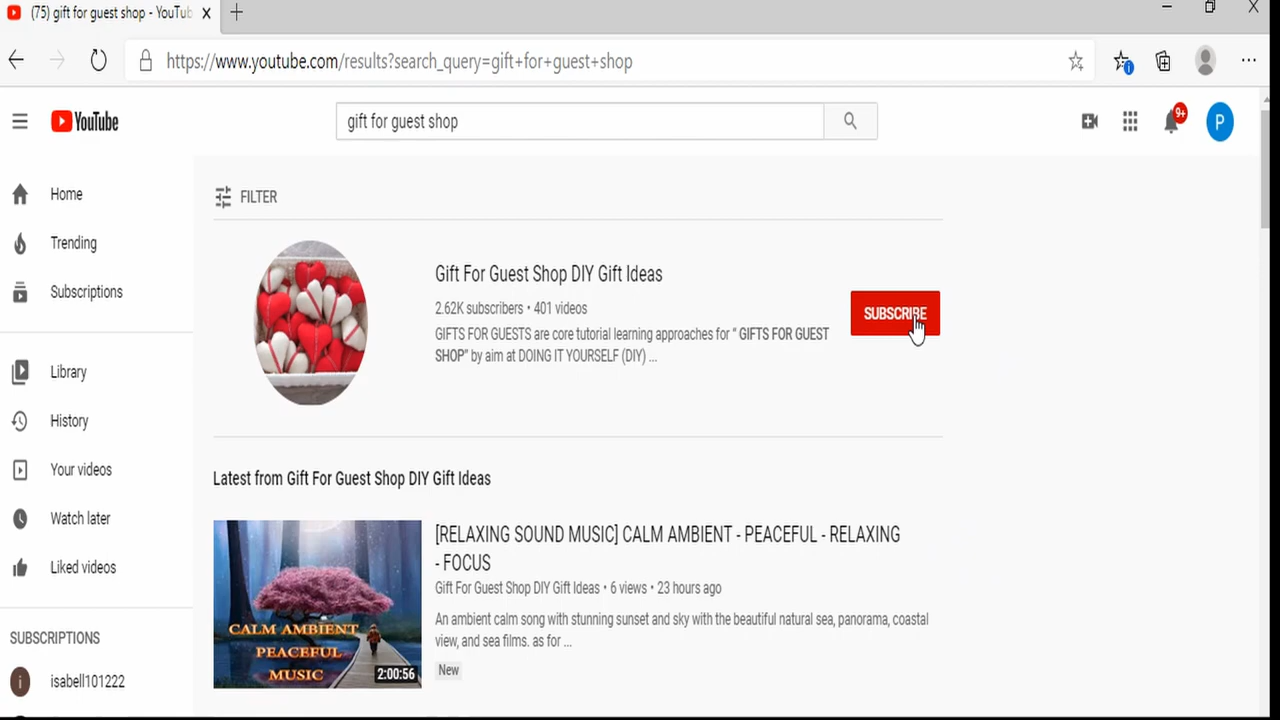 (75) gift for guest shop - YouTub
https://www.youtube.com/results?search_query=gift+for+guest+shop
YouTube
gift for guest shop
9+
P
Home
Trending
Subscriptions
Library
History
Your videos
Watch later
Liked videos
SUBSCRIPTIONS
i
isabell101222
FILTER
Gift For Guest Shop DIY Gift Ideas
2.62K subscribers • 401 videos
GIFTS FOR GUESTS are core tutorial learning approaches for “ GIFTS FOR GUEST
SHOP” by aim at DOING IT YOURSELF (DIY) ...
SUBSCRIBE
Latest from Gift For Guest Shop DIY Gift Ideas
CALM AMBIENT
PEACEFUL
MUSIC
2:00:56
[RELAXING SOUND MUSIC] CALM AMBIENT - PEACEFUL - RELAXING
- FOCUS
Gift For Guest Shop DIY Gift Ideas • 6 views • 23 hours ago
An ambient calm song with stunning sunset and sky with the beautiful natural sea, panorama, coastal
view, and sea films. as for ...
New